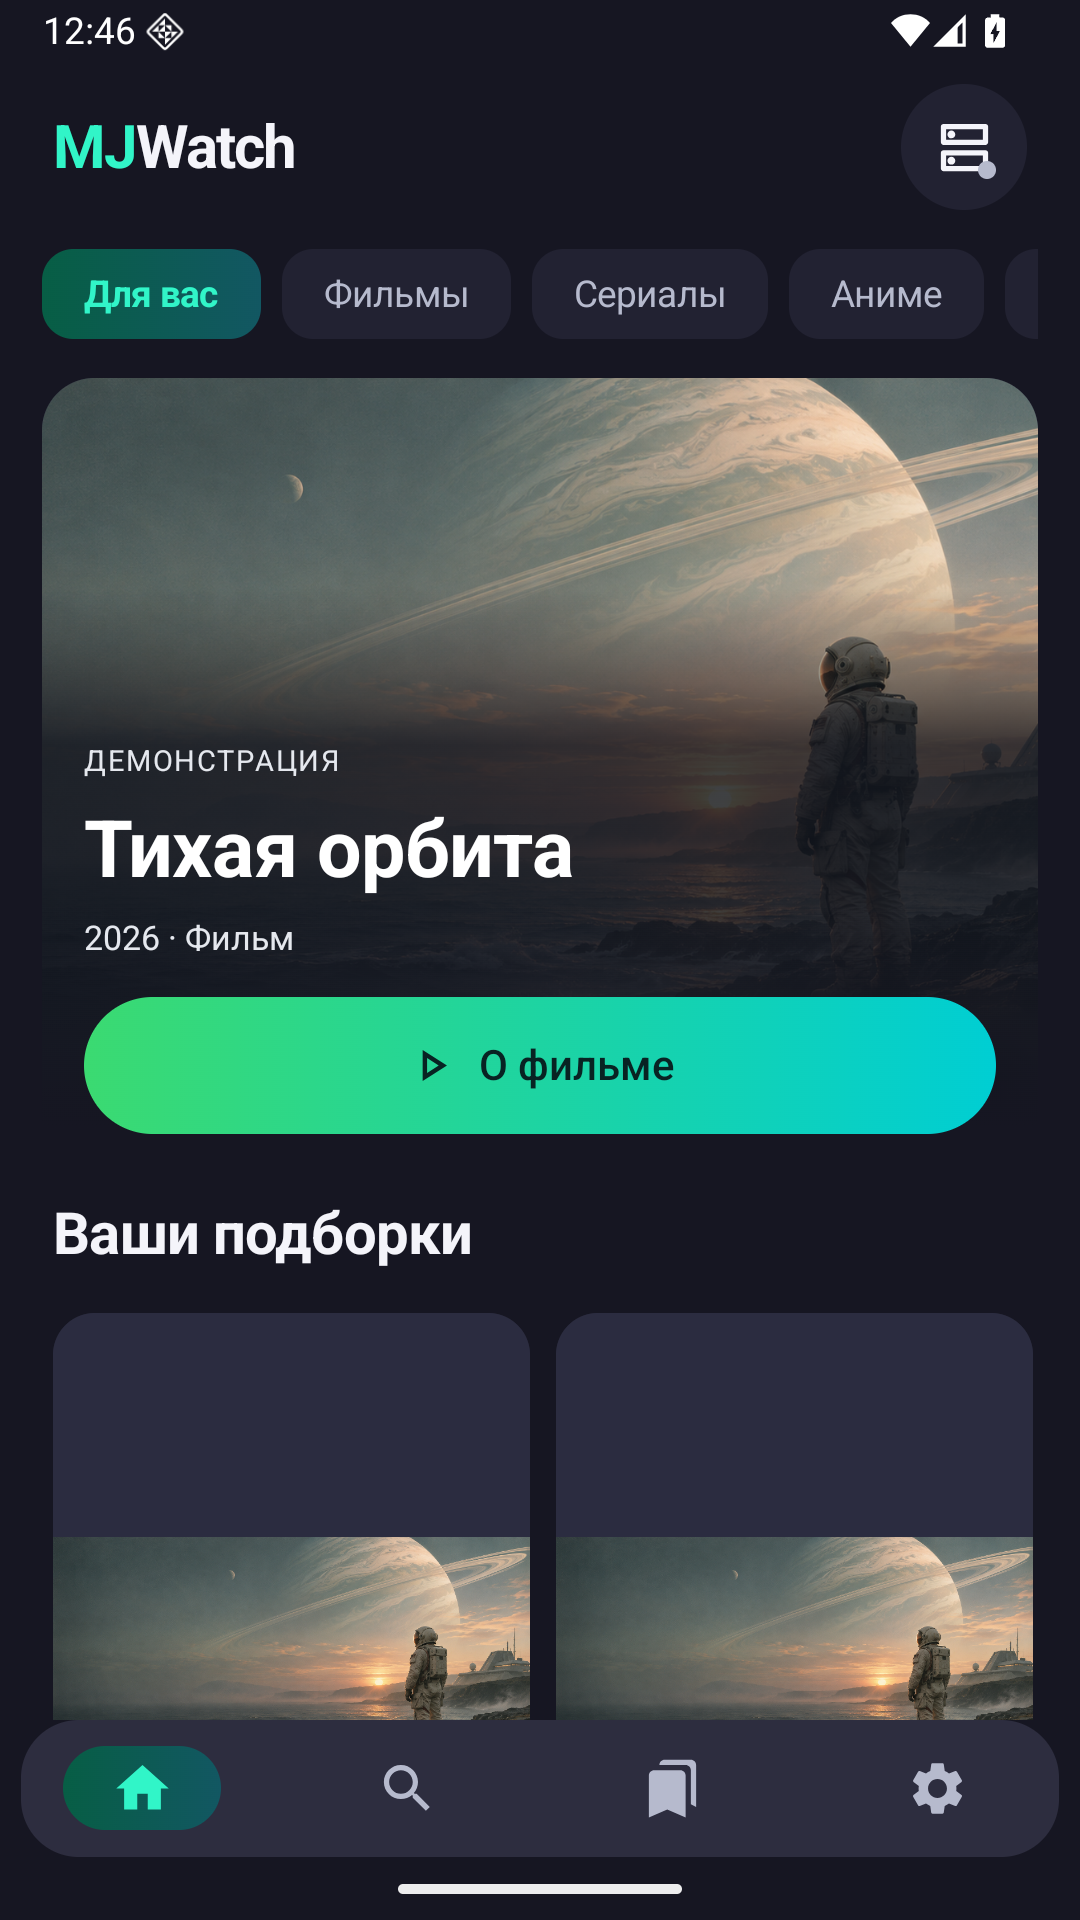 12:46
MJWatch
Для вас
Фильмы
Сериалы
Аниме
ДЕМОНСТРАЦИЯ
Тихая орбита
2026 · Фильм
О фильме
Ваши подборки